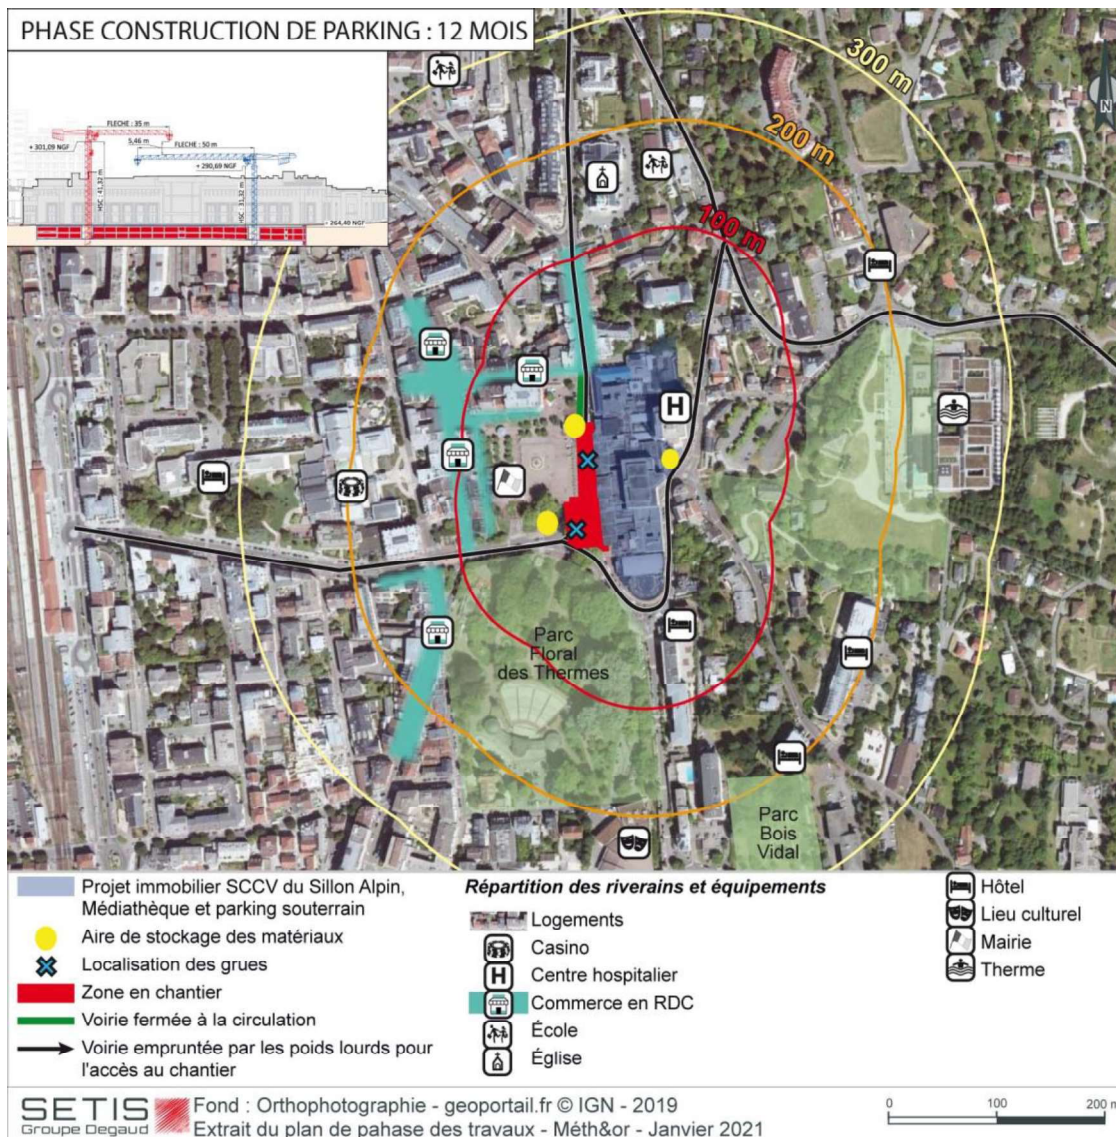 PHASE CONSTRUCTION DE PARKING : 12 MOIS
FLECHE : 35 m
+ 301,09 NGF
5,46 m
FLECHE : 50 m
+ 290,69 NGF
HSC : 41,32 m
HSC : 31,32 m
- 264,40 NGF
300 m
200 m
100 m
N
H
Parc
Floral
des Thermes
Parc
Bois
Vidal
Projet immobilier SCCV du Sillon Alpin,
Médiathèque et parking souterrain
Aire de stockage des matériaux
Localisation des grues
Zone en chantier
Voirie fermée à la circulation
Voirie empruntée par les poids lourds pour
l'accès au chantier
Répartition des riverains et équipements
Logements
Casino
H Centre hospitalier
Commerce en RDC
École
Église
Hôtel
Lieu culturel
Mairie
Therme
SETIS
Groupe Degaud
Fond : Orthophotographie - geoportail.fr © IGN - 2019
Extrait du plan de pahase des travaux - Méth&or - Janvier 2021
0 100 200 m